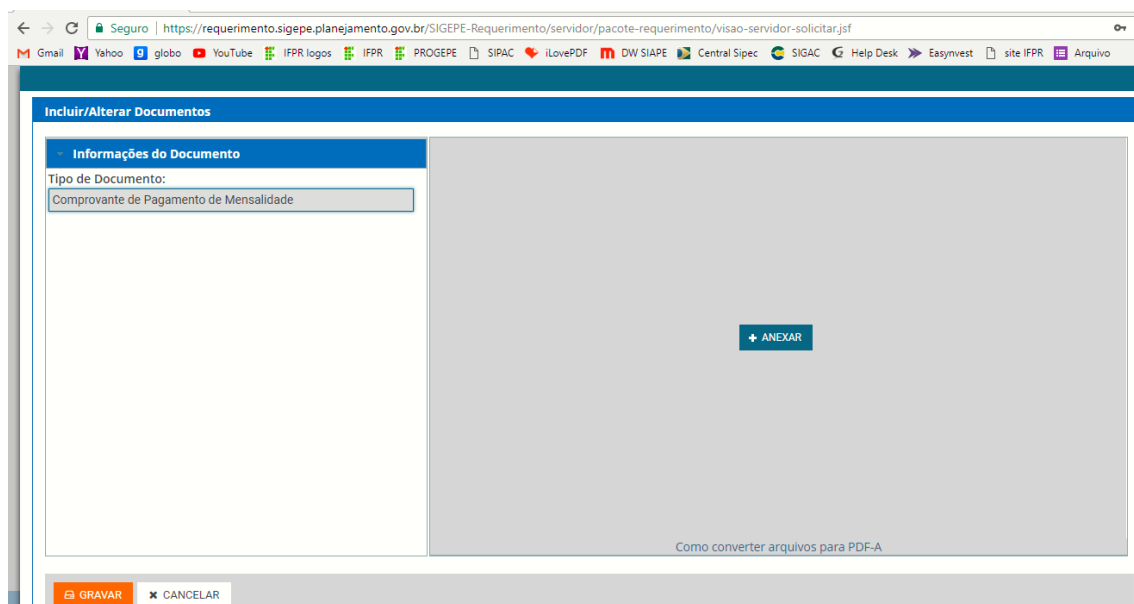 Seguro | https://requerimento.sigepe.planejamento.gov.br/SIGEPE-Requerimento/servidor/pacote-requerimento/visao-servidor-solicitar.jsf
Gmail Yahoo globo YouTube IFPR logos IFPR PROGEPE SIPAC iLovePDF DW SIAPE Central Sipec SIGAC Help Desk Easynvest site IFPR Arquivo
Incluir/Alterar Documentos
Informações do Documento
Tipo de Documento:
Comprovante de Pagamento de Mensalidade
ANEXAR
Como converter arquivos para PDF-A
GRAVAR CANCELAR